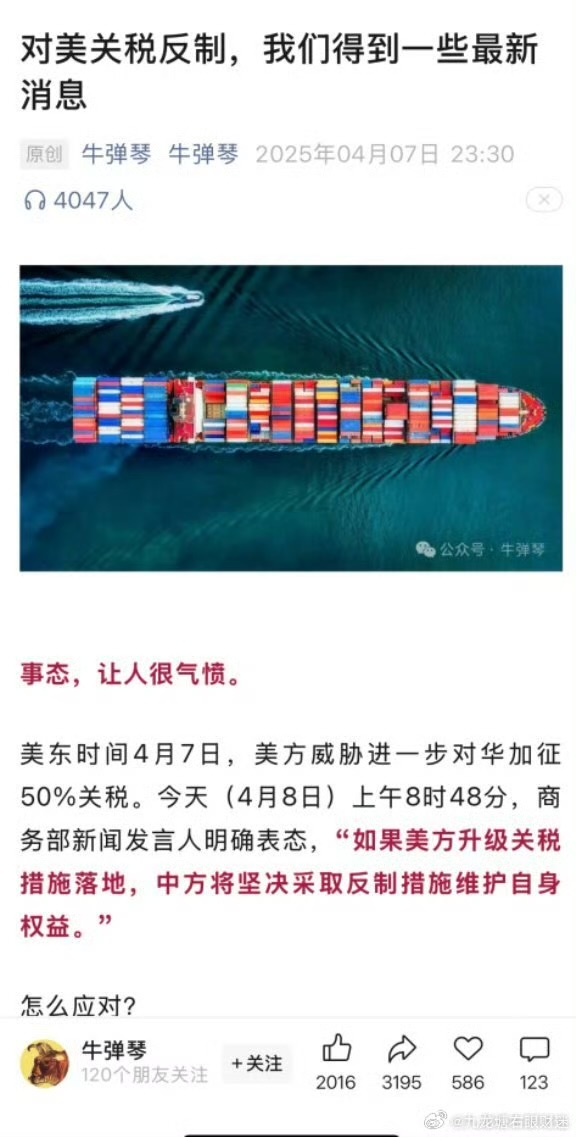 对美关税反制，我们得到一些最新
消息
原创 牛弹琴 牛弹琴 2025年04月07日 23:30
4047人
公众号·牛弹琴
事态，让人很气愤。
美东时间4月7日，美方威胁进一步对华加征
50%关税。今天（4月8日）上午8时48分，商
务部新闻发言人明确表态，“如果美方升级关税
措施落地，中方将坚决采取反制措施维护自身
权益。”
怎么应对?
牛弹琴
120个朋友关注
+关注
2016 3195 586 123
@九龙塘右眼财迷